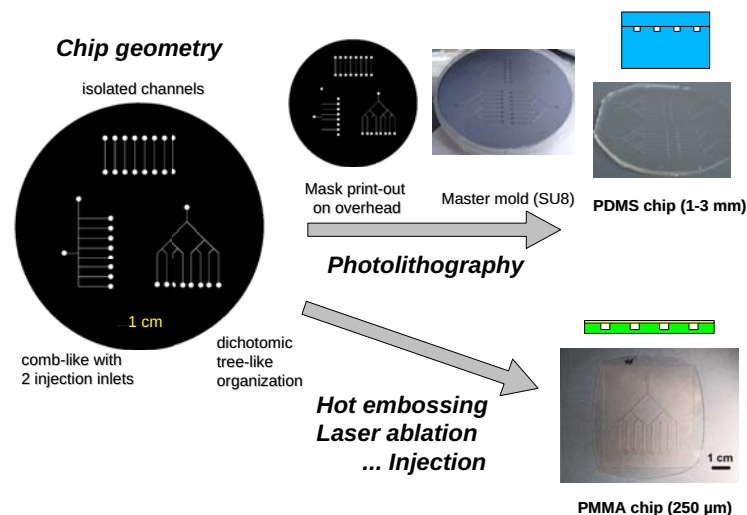 Chip geometry
isolated channels
1 cm
comb-like with
2 injection inlets
dichotomic
tree-like
organization
Mask print-out
on overhead
Master mold (SU8)
PDMS chip (1-3 mm)
Photolithography
Hot embossing
Laser ablation
... Injection
1 cm
PMMA chip (250 µm)